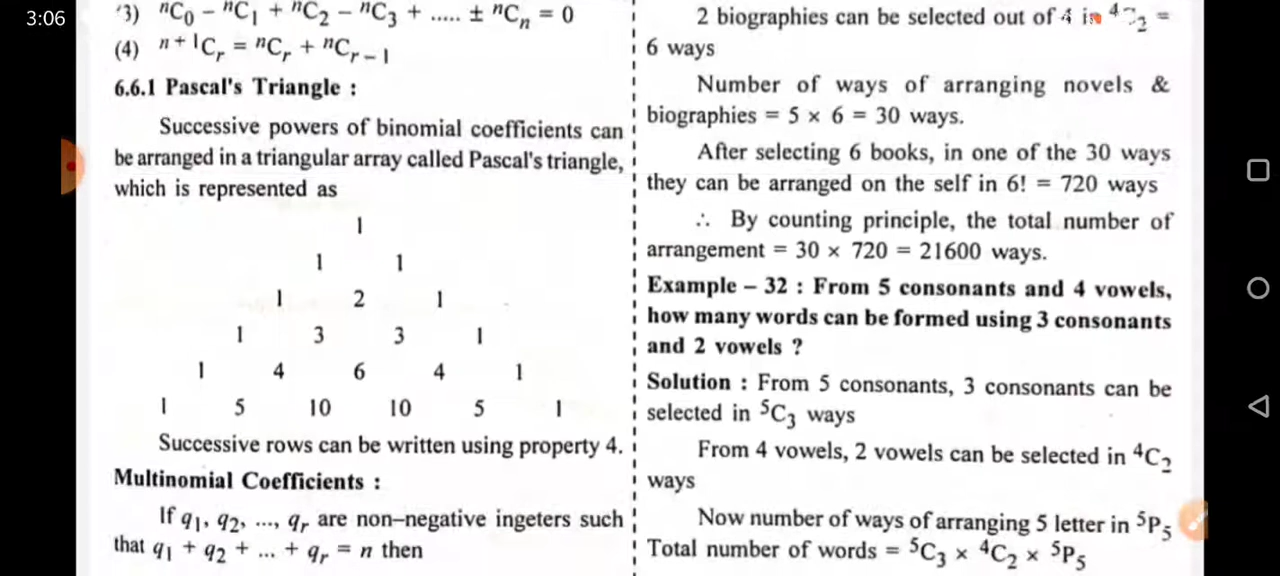 3:06
3) ⁿC₀ – ⁿC₁ + ⁿC₂ – ⁿC₃ + ..... ± ⁿCₙ = 0
(4) ⁿ⁺¹Cᵣ = ⁿCᵣ + ⁿCᵣ₋₁
6.6.1 Pascal's Triangle :
Successive powers of binomial coefficients can
be arranged in a triangular array called Pascal's triangle,
which is represented as
1
1 1
1 2 1
1 3 3 1
1 4 6 4 1
1 5 10 10 5 1
Successive rows can be written using property 4.
Multinomial Coefficients :
If q₁, q₂, ..., qᵣ are non–negative ingeters such
that q₁ + q₂ + ... + qᵣ = n then
2 biographies can be selected out of 4 in ⁴C₂ =
6 ways
Number of ways of arranging novels &
biographies = 5 × 6 = 30 ways.
After selecting 6 books, in one of the 30 ways
they can be arranged on the self in 6! = 720 ways
∴ By counting principle, the total number of
arrangement = 30 × 720 = 21600 ways.
Example – 32 : From 5 consonants and 4 vowels,
how many words can be formed using 3 consonants
and 2 vowels ?
Solution : From 5 consonants, 3 consonants can be
selected in ⁵C₃ ways
From 4 vowels, 2 vowels can be selected in ⁴C₂
ways
Now number of ways of arranging 5 letter in ⁵P₅
Total number of words = ⁵C₃ × ⁴C₂ × ⁵P₅